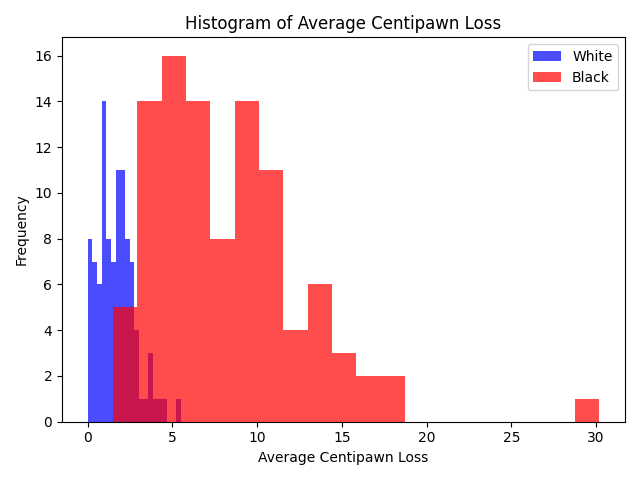 Histogram of Average Centipawn Loss
White
Black
Frequency
16
14
12
10
8
6
4
2
0
0 5 10 15 20 25 30
Average Centipawn Loss